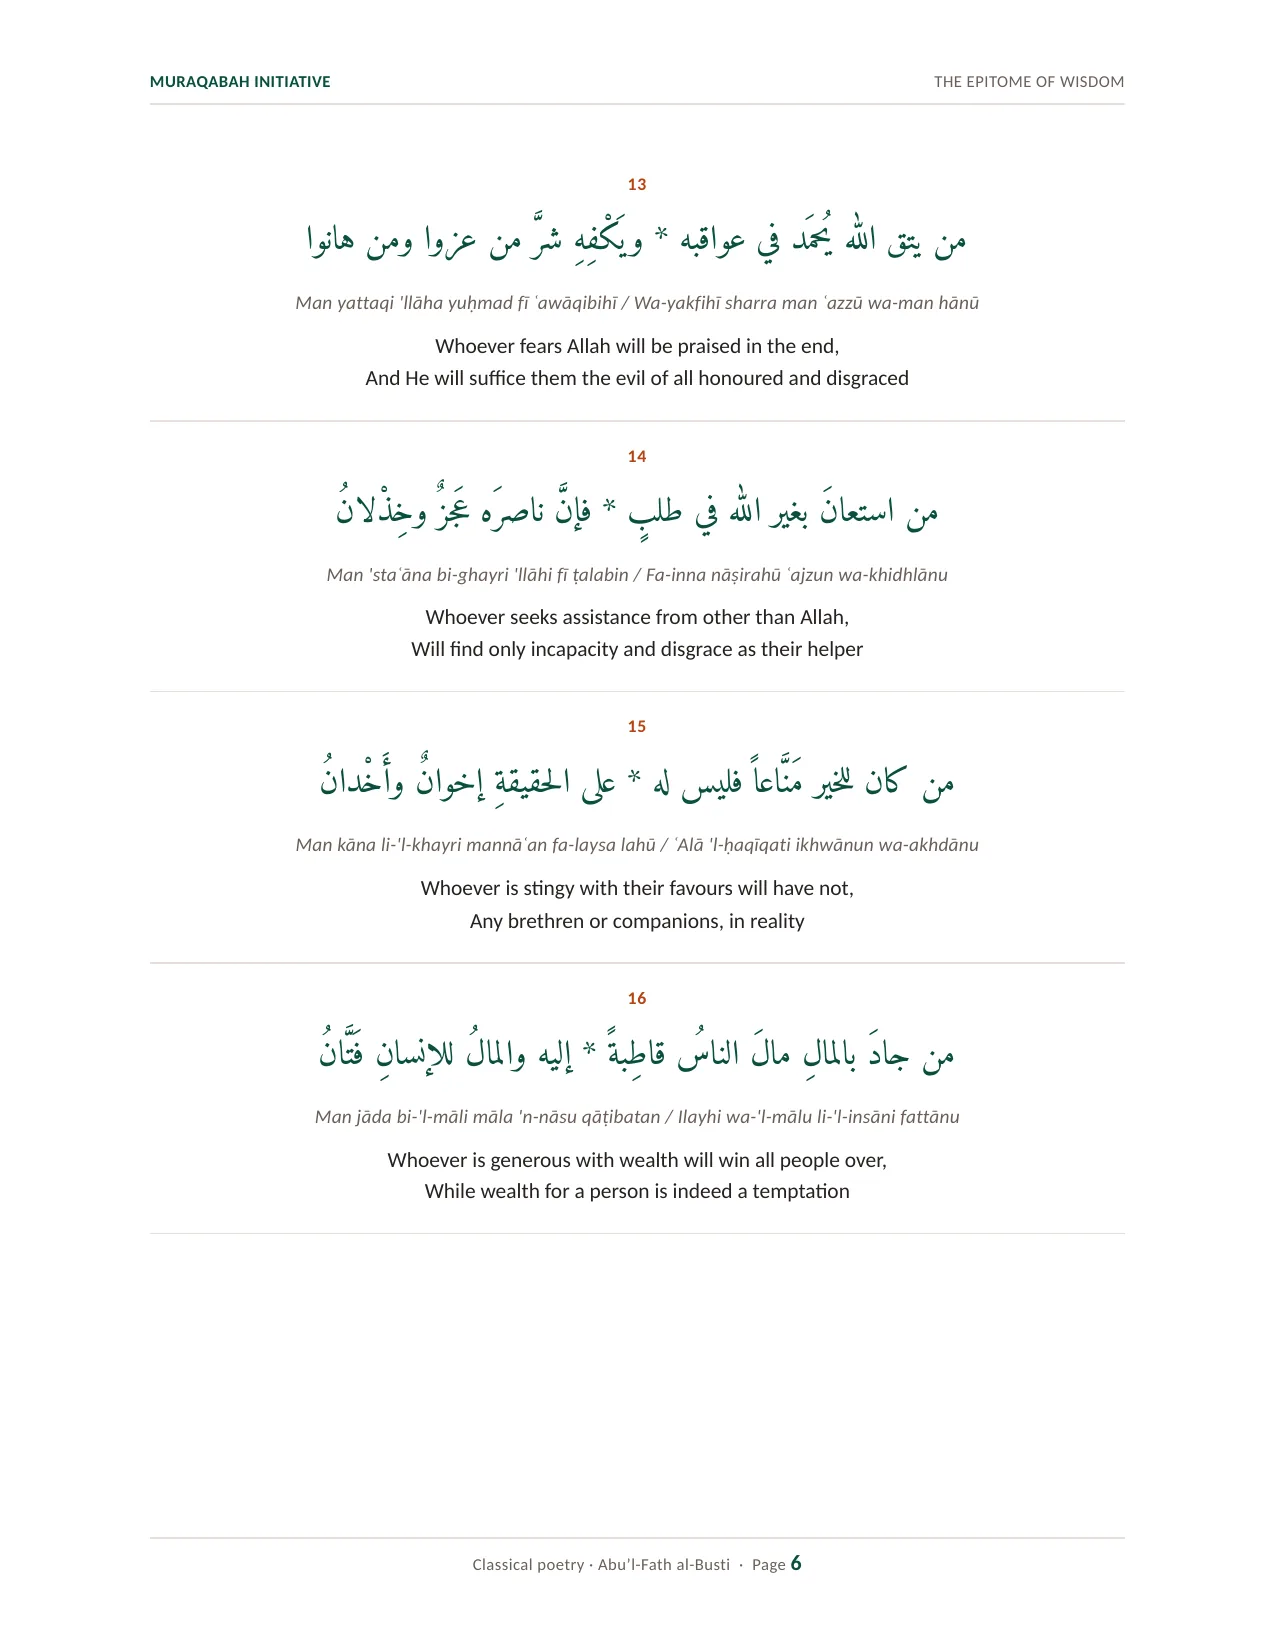 MURAQABAH INITIATIVE
THE EPITOME OF WISDOM
13
من يتق الله يُحمَد في عواقبه * ويَكْفِهِ شرَّ من عزوا ومن هانوا
Man yattaqi 'llāha yuḥmad fī ʿawāqibihī / Wa-yakfihī sharra man ʿazzū wa-man hānū
Whoever fears Allah will be praised in the end,
And He will suffice them the evil of all honoured and disgraced
14
من استعانَ بغير الله في طلبٍ * فإنَّ ناصرَه عَجزٌ وخِذْلانُ
Man 'staʿāna bi-ghayri 'llāhi fī ṭalabin / Fa-inna nāṣirahū ʿajzun wa-khidhlānu
Whoever seeks assistance from other than Allah,
Will find only incapacity and disgrace as their helper
15
من كان للخير مَنَّاعاً فليس له * على الحقيقةِ إخوانٌ وأَخْدانُ
Man kāna li-'l-khayri mannāʿan fa-laysa lahū / ʿAlā 'l-ḥaqīqati ikhwānun wa-akhdānu
Whoever is stingy with their favours will have not,
Any brethren or companions, in reality
16
من جادَ بالمالِ مالَ الناسُ قاطِبةً * إليه والمالُ للإنسانِ فَتَّانُ
Man jāda bi-'l-māli māla 'n-nāsu qāṭibatan / Ilayhi wa-'l-mālu li-'l-insāni fattānu
Whoever is generous with wealth will win all people over,
While wealth for a person is indeed a temptation
Classical poetry · Abu’l-Fath al-Busti · Page 6